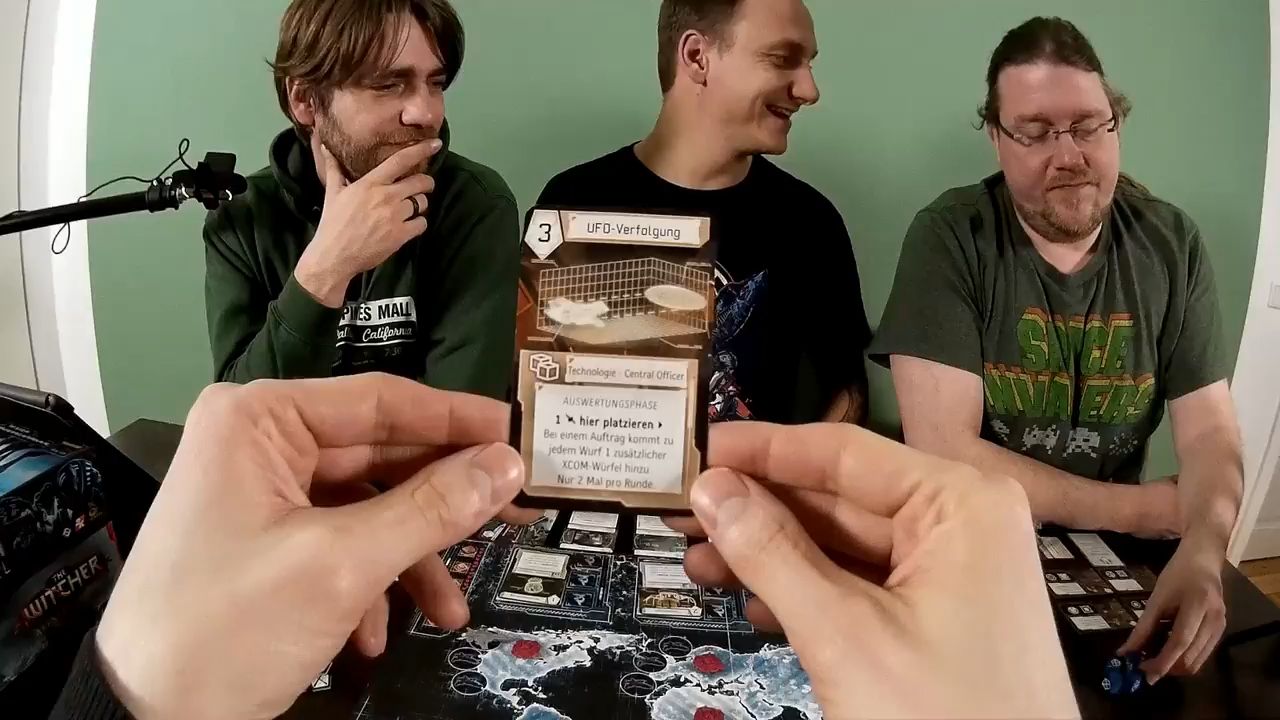 3
UFO-Verfolgung
Technologie - Central Officer
AUSWERTUNGSPHASE
1 hier platzieren
Bei einem Auftrag kommt zu
jedem Wurf 1 zusätzlicher
XCOM-Würfel hinzu
Nur 2 Mal pro Runde.
MALL
California
SPACE
INVADERS
THE
WITCHER